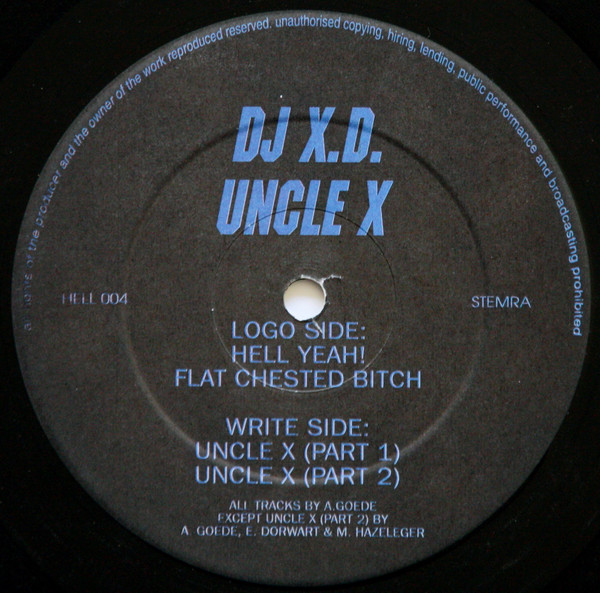 of the producer and the owner of the work reproduced reserved. unauthorised copying, hiring, lending, public performance and broadcasting prohibited
DJ X.D.
UNCLE X
HELL 004
STEMRA
LOGO SIDE:
HELL YEAH!
FLAT CHESTED BITCH
WRITE SIDE:
UNCLE X (PART 1)
UNCLE X (PART 2)
ALL TRACKS BY A.GOEDE
EXCEPT UNCLE X (PART 2) BY
A. GOEDE, E. DORWART & M. HAZELEGER